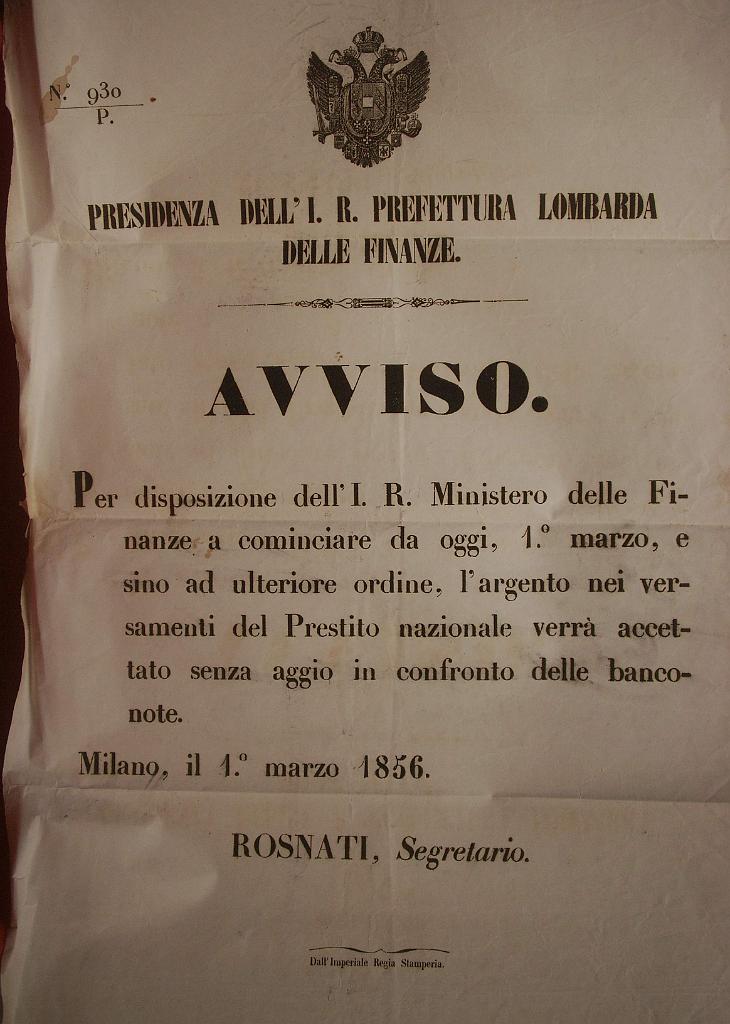 N.º 930
P.
PRESIDENZA DELL' I. R. PREFETTURA LOMBARDA
DELLE FINANZE.
AVVISO.
Per disposizione dell'I. R. Ministero delle Fi-
nanze a cominciare da oggi, 1.º marzo, e
sino ad ulteriore ordine, l'argento nei ver-
samenti del Prestito nazionale verrà accet-
tato senza aggio in confronto delle banco-
note.
Milano, il 1.º marzo 1856.
ROSNATI, Segretario.
Dall'Imperiale Regia Stamperia.